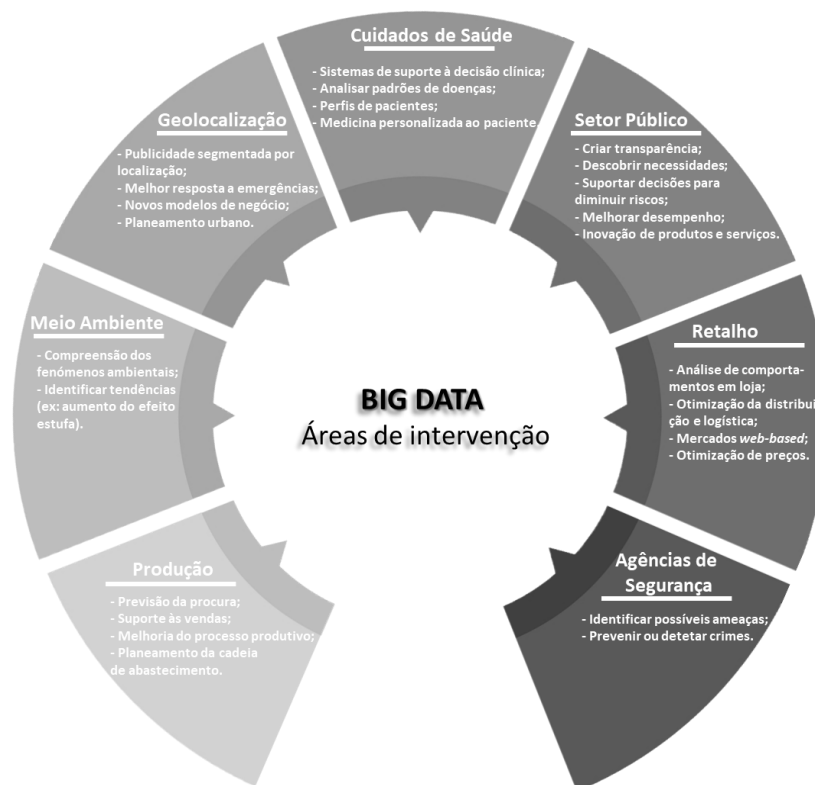 Cuidados de Saúde
- Sistemas de suporte à decisão clínica;
- Analisar padrões de doenças;
- Perfis de pacientes;
- Medicina personalizada ao paciente.
Geolocalização
- Publicidade segmentada por
localização;
- Melhor resposta a emergências;
- Novos modelos de negócio;
- Planeamento urbano.
Setor Público
- Criar transparência;
- Descobrir necessidades;
- Suportar decisões para
diminuir riscos;
- Melhorar desempenho;
- Inovação de produtos e serviços.
Meio Ambiente
- Compreensão dos
fenómenos ambientais;
- Identificar tendências
(ex: aumento do efeito
estufa).
BIG DATA
Áreas de intervenção
Retalho
- Análise de comporta-
mentos em loja;
- Otimização da distribui
ção e logística;
- Mercados web-based;
- Otimização de preços.
Produção
- Previsão da procura;
- Suporte às vendas;
- Melhoria do processo produtivo;
- Planeamento da cadeia
de abastecimento.
Agências de
Segurança
- Identificar possíveis ameaças;
- Prevenir ou detetar crimes.